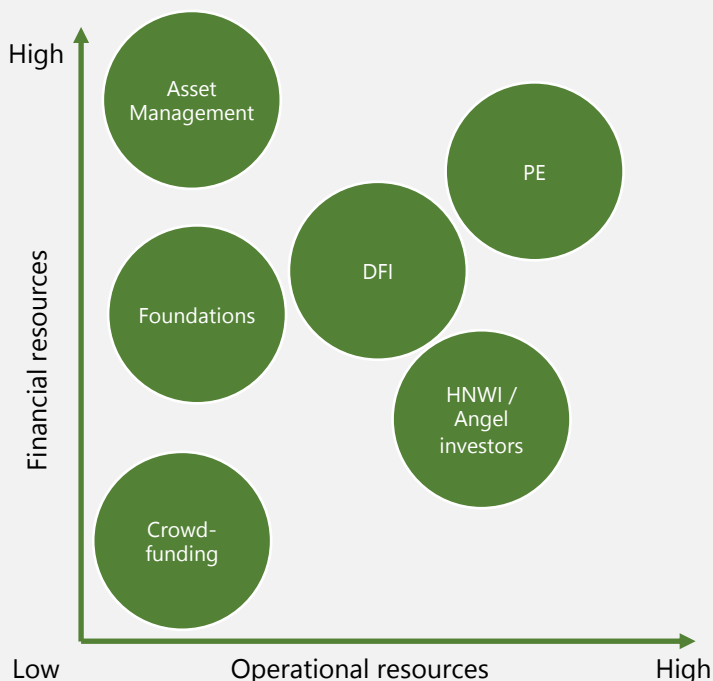 High
Asset
Management
PE
DFI
Foundations
HNWI /
Angel
investors
Financial resources
Crowd-
funding
Low
Operational resources
High